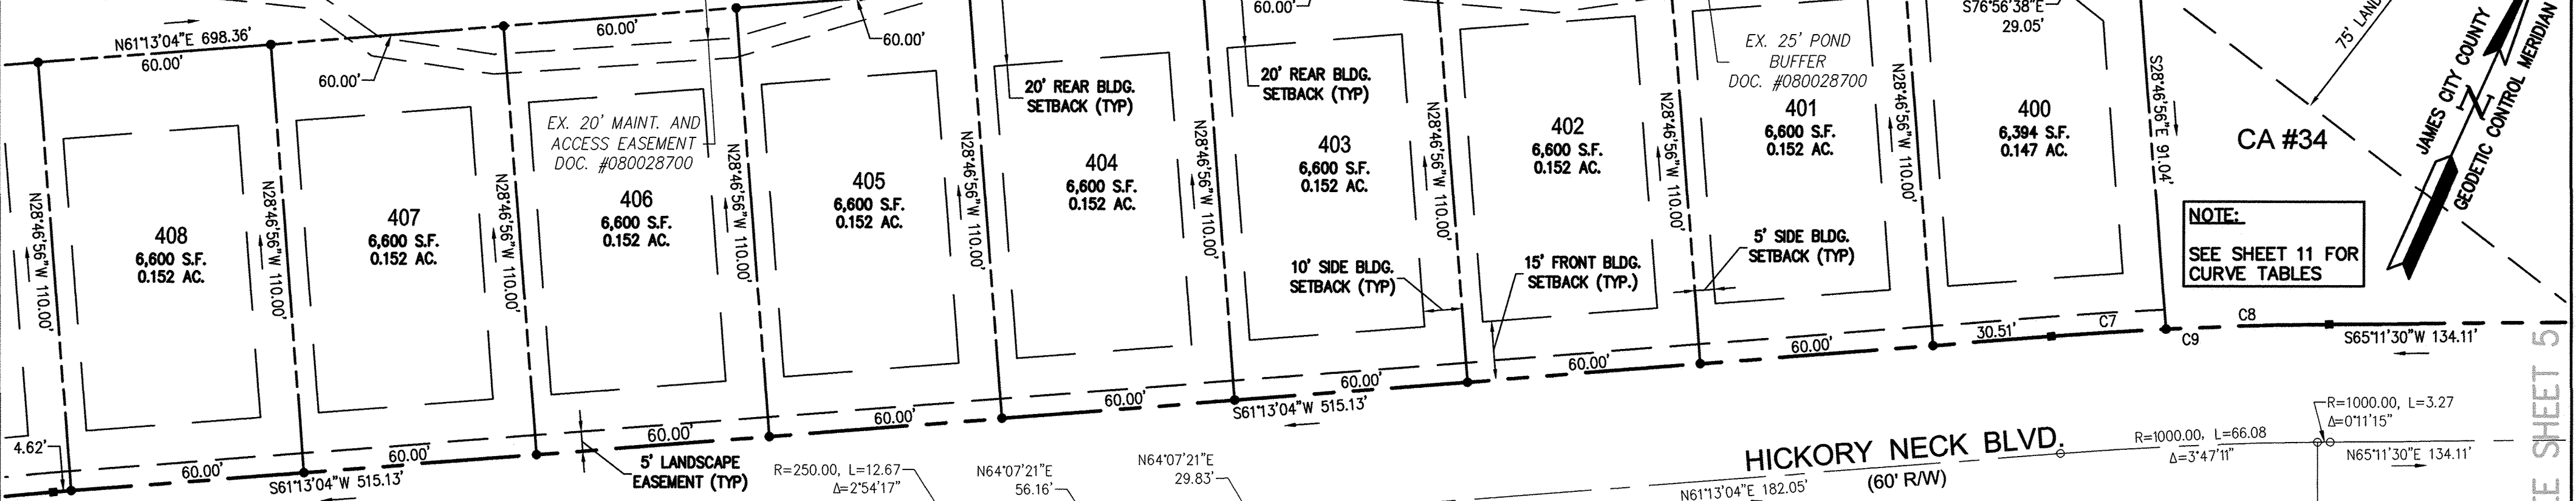 N61°13'04"E 698.36'
60.00'
60.00'
60.00'
60.00'
60.00'
S76°56'38"E
29.05'
75' LAND
JAMES CITY COUNTY
GEODETIC CONTROL MERIDIAN
N
EX. 25' POND
BUFFER
DOC. #080028700
20' REAR BLDG.
SETBACK (TYP)
20' REAR BLDG.
SETBACK (TYP)
EX. 20' MAINT. AND
ACCESS EASEMENT
DOC. #080028700
N28°46'56"W 110.00'
408
6,600 S.F.
0.152 AC.
N28°46'56"W 110.00'
407
6,600 S.F.
0.152 AC.
N28°46'56"W 110.00'
406
6,600 S.F.
0.152 AC.
N28°46'56"W 110.00'
405
6,600 S.F.
0.152 AC.
N28°46'56"W 110.00'
404
6,600 S.F.
0.152 AC.
N28°46'56"W 110.00'
403
6,600 S.F.
0.152 AC.
N28°46'56"W 110.00'
402
6,600 S.F.
0.152 AC.
N28°46'56"W 110.00'
401
6,600 S.F.
0.152 AC.
N28°46'56"W 110.00'
400
6,394 S.F.
0.147 AC.
S28°46'56"E 91.04'
CA #34
NOTE:
SEE SHEET 11 FOR
CURVE TABLES
10' SIDE BLDG.
SETBACK (TYP)
15' FRONT BLDG.
SETBACK (TYP.)
5' SIDE BLDG.
SETBACK (TYP)
4.62'
60.00'
60.00'
60.00'
60.00'
60.00'
60.00'
60.00'
60.00'
30.51'
C7
C8
C9
S65°11'30"W 134.11'
S61°13'04"W 515.13'
S61°13'04"W 515.13'
5' LANDSCAPE
EASEMENT (TYP)
R=250.00, L=12.67
Δ=2°54'17"
N64°07'21"E
56.16'
N64°07'21"E
29.83'
HICKORY NECK BLVD.
(60' R/W)
N61°13'04"E 182.05'
R=1000.00, L=66.08
Δ=3°47'11"
R=1000.00, L=3.27
Δ=0°11'15"
N65°11'30"E 134.11'
SHEET 5